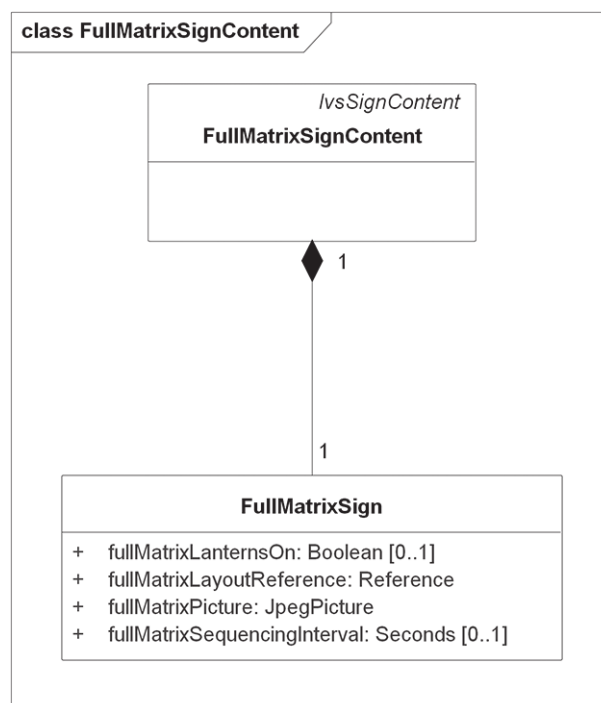 class FullMatrixSignContent
IvsSignContent
FullMatrixSignContent
1
1
FullMatrixSign
+ fullMatrixLanternsOn: Boolean [0..1]
+ fullMatrixLayoutReference: Reference
+ fullMatrixPicture: JpegPicture
+ fullMatrixSequencingInterval: Seconds [0..1]